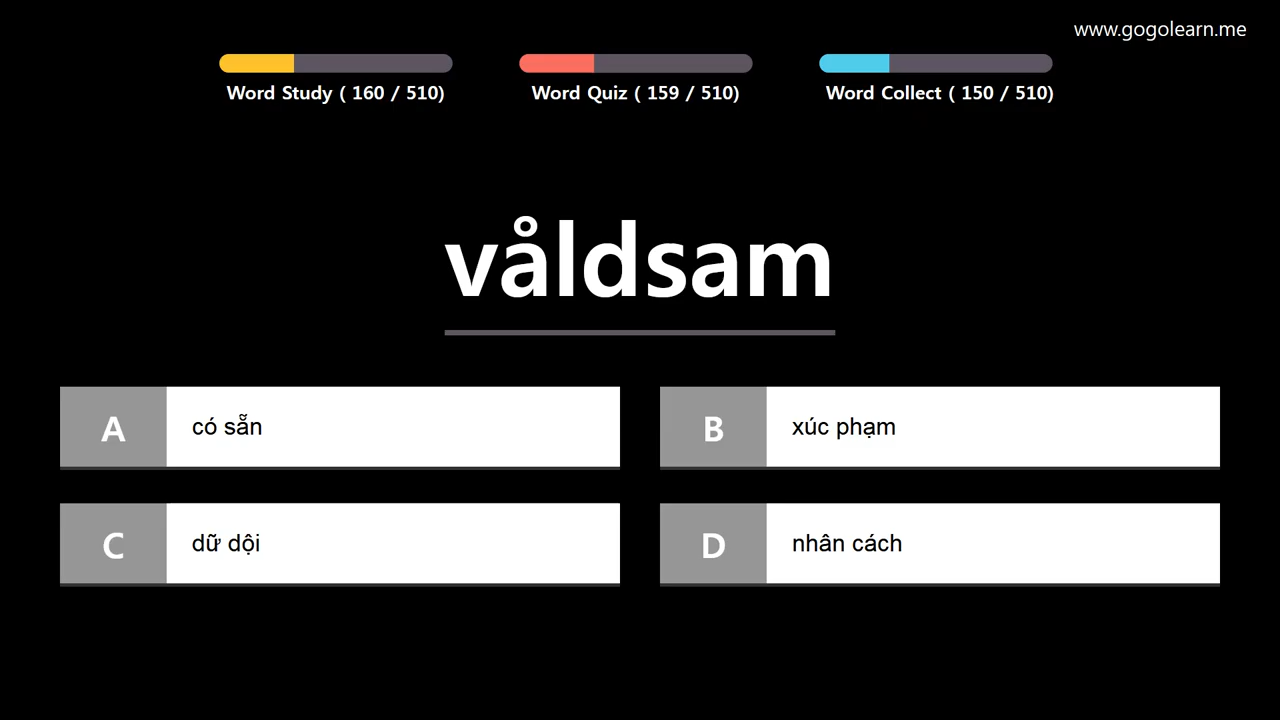 www.gogolearn.me
Word Study ( 160 / 510)
Word Quiz ( 159 / 510)
Word Collect ( 150 / 510)
våldsam
A
có sẵn
B
xúc phạm
C
dữ dội
D
nhân cách